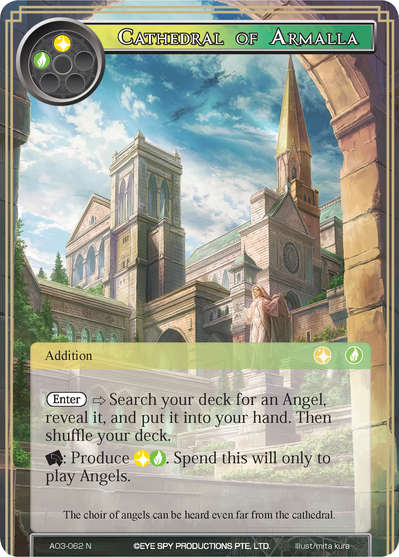 Cathedral of Armalla
Addition
Enter ⇨ Search your deck for an Angel,
reveal it, and put it into your hand. Then
shuffle your deck.
: Produce . Spend this will only to
play Angels.
The choir of angels can be heard even far from the cathedral.
A03-062 N ©EYE SPY PRODUCTIONS PTE. LTD. Illust/mita kura